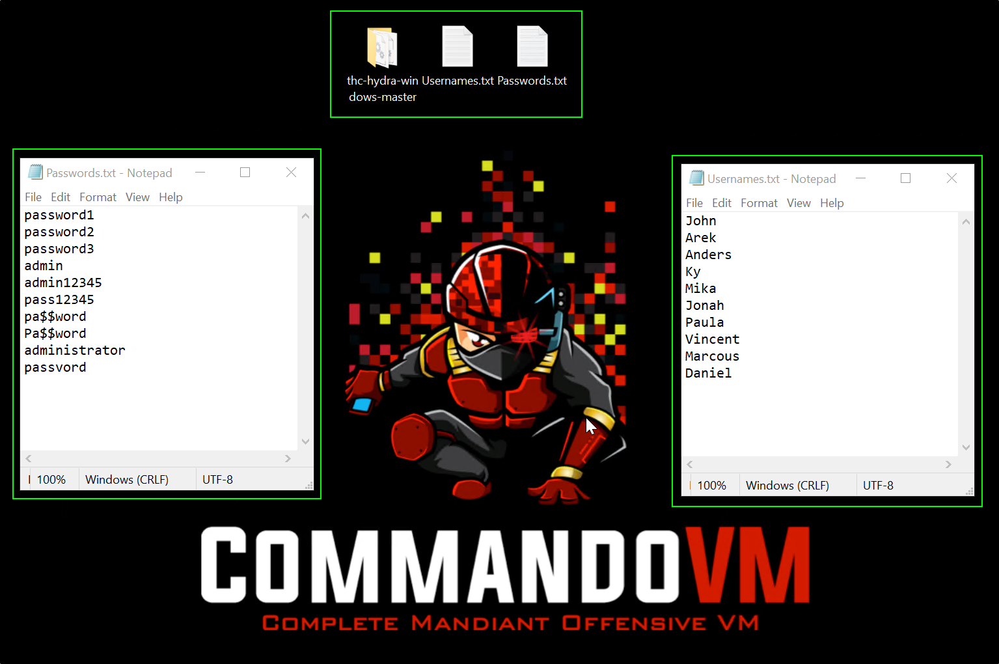 thc-hydra-win
dows-master
Usernames.txt
Passwords.txt
Passwords.txt - Notepad
File Edit Format View Help
password1
password2
password3
admin
admin12345
pass12345
pa$$word
Pa$$word
administrator
passvord
100% Windows (CRLF) UTF-8
Usernames.txt - Notepad
File Edit Format View Help
John
Arek
Anders
Ky
Mika
Jonah
Paula
Vincent
Marcous
Daniel
100% Windows (CRLF) UTF-8
COMMANDOVM
COMPLETE MANDIANT OFFENSIVE VM